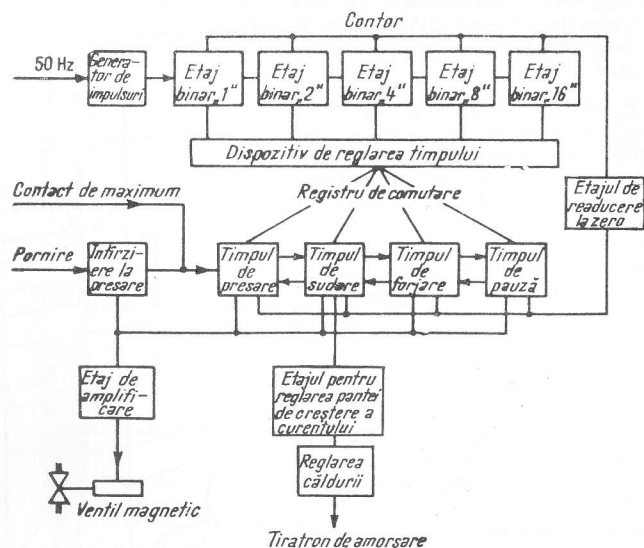 Contor
50 Hz
Genera-
tor de
impulsuri
Etaj
binar„1“
Etaj
binar„2“
Etaj
binar„4“
Etaj
binar„8“
Etaj
binar„16“
Dispozitiv de reglarea timpului
Contact de maximum
Registru de comutare
Etajul de
readucere
la zero
Pornire
Intîrzi-
ere la
presare
Timpul
de
presare
Timpul
de
sudare
Timpul
de
forjare
Timpul
de
pauză
Etaj de
amplifi-
care
Etajul pentru
reglarea pantei
de creștere a
curentului
Reglarea
căldurii
Ventil magnetic
Tiratron de amorsare